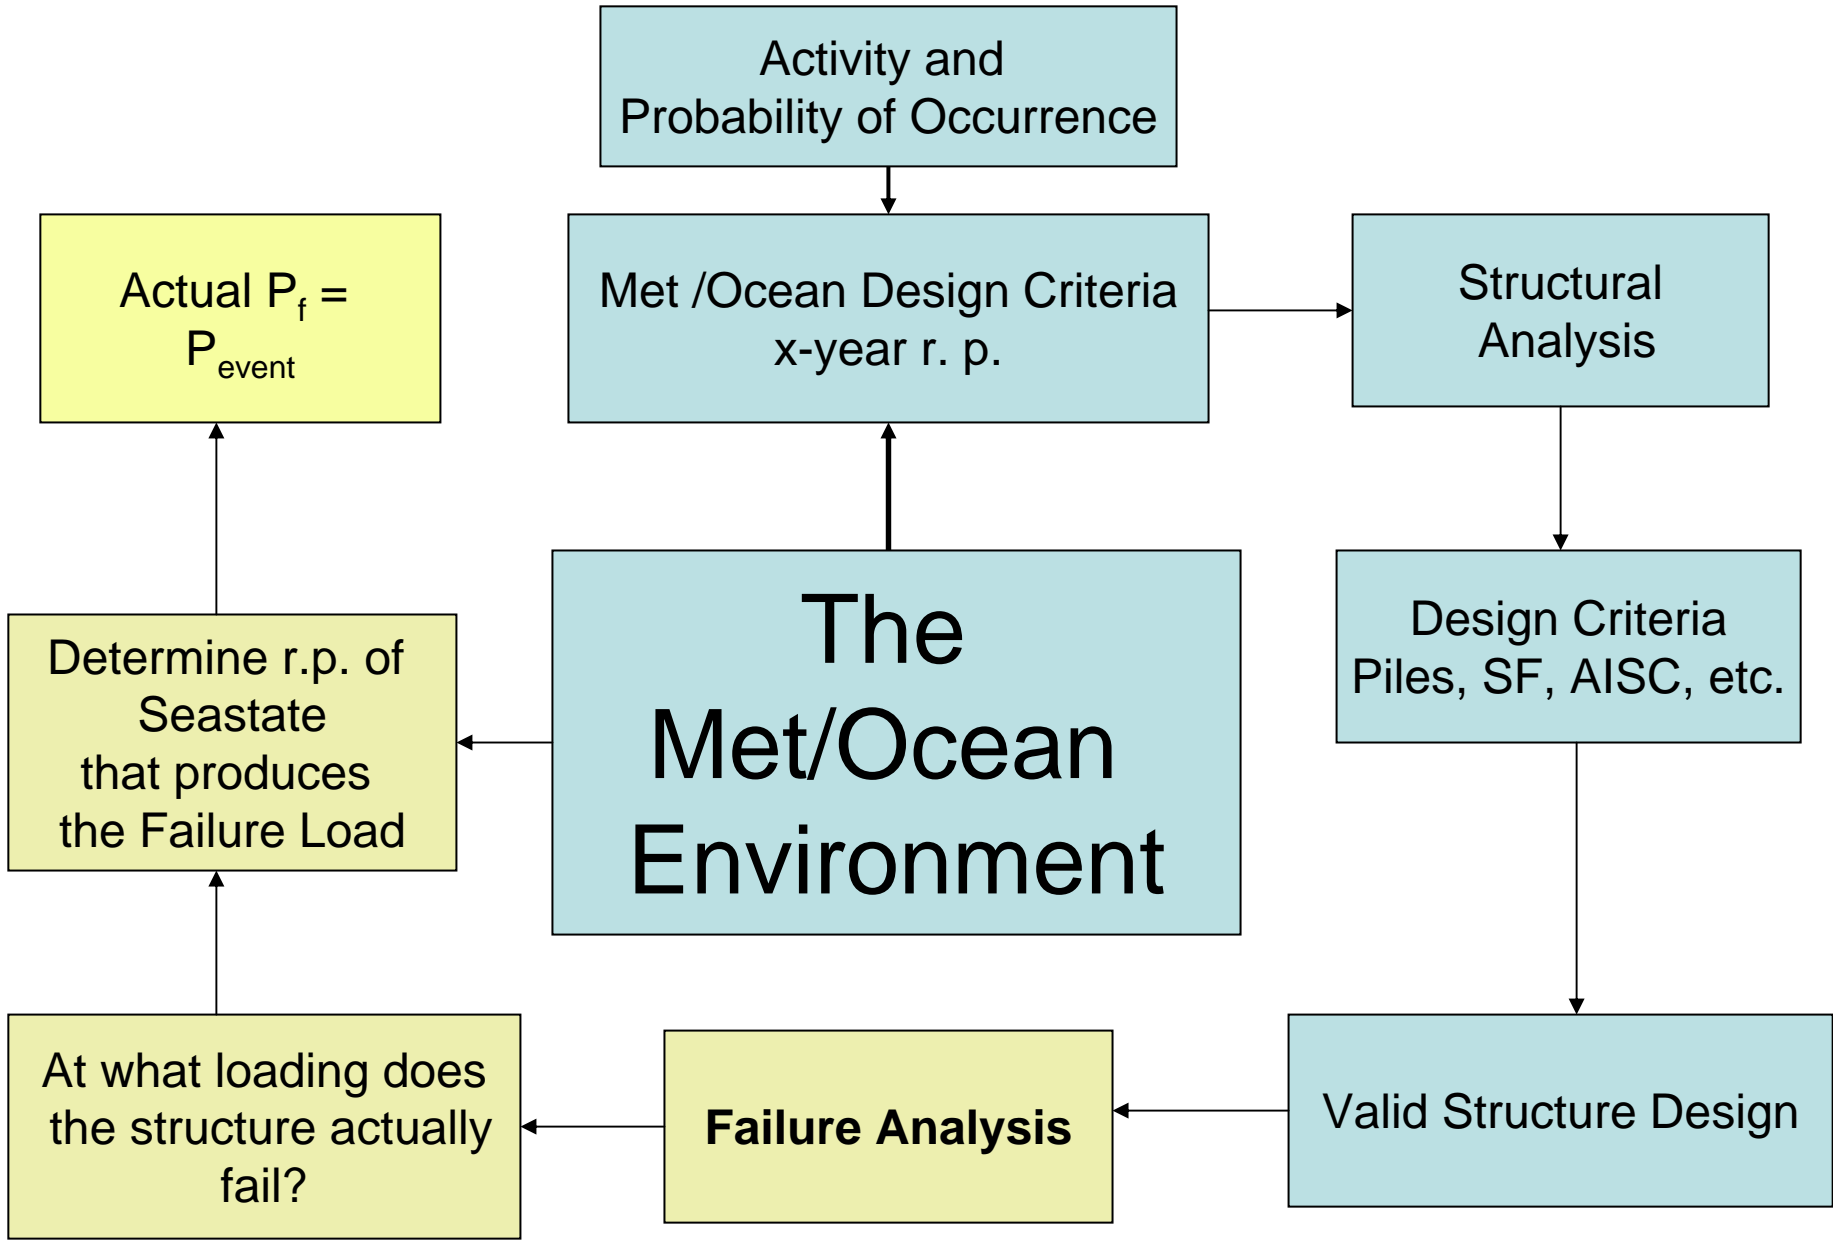 Activity and
Probability of Occurrence
Actual Pf =
Pevent
Met /Ocean Design Criteria
x-year r. p.
Structural
Analysis
Determine r.p. of
Seastate
that produces
the Failure Load
The
Met/Ocean
Environment
Design Criteria
Piles, SF, AISC, etc.
At what loading does
the structure actually
fail?
Failure Analysis
Valid Structure Design